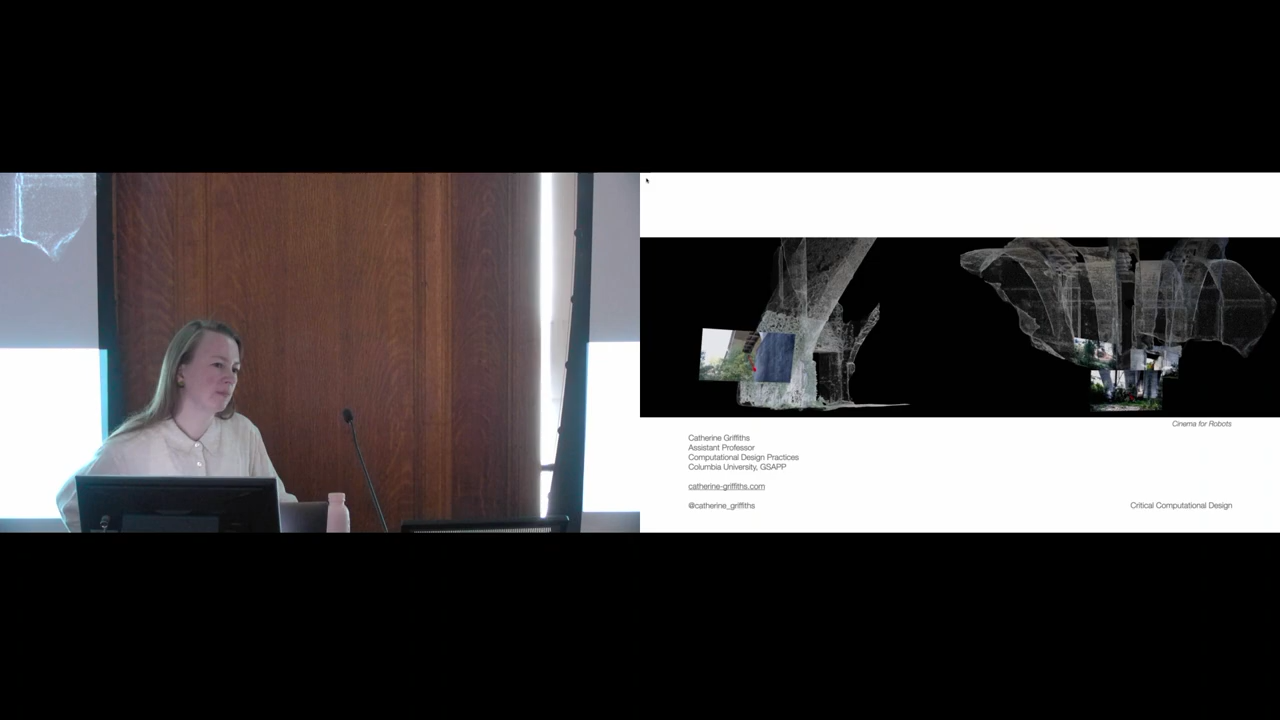 Cinema for Robots
Catherine Griffiths
Assistant Professor
Computational Design Practices
Columbia University, GSAPP
catherine-griffiths.com
@catherine_griffiths
Critical Computational Design